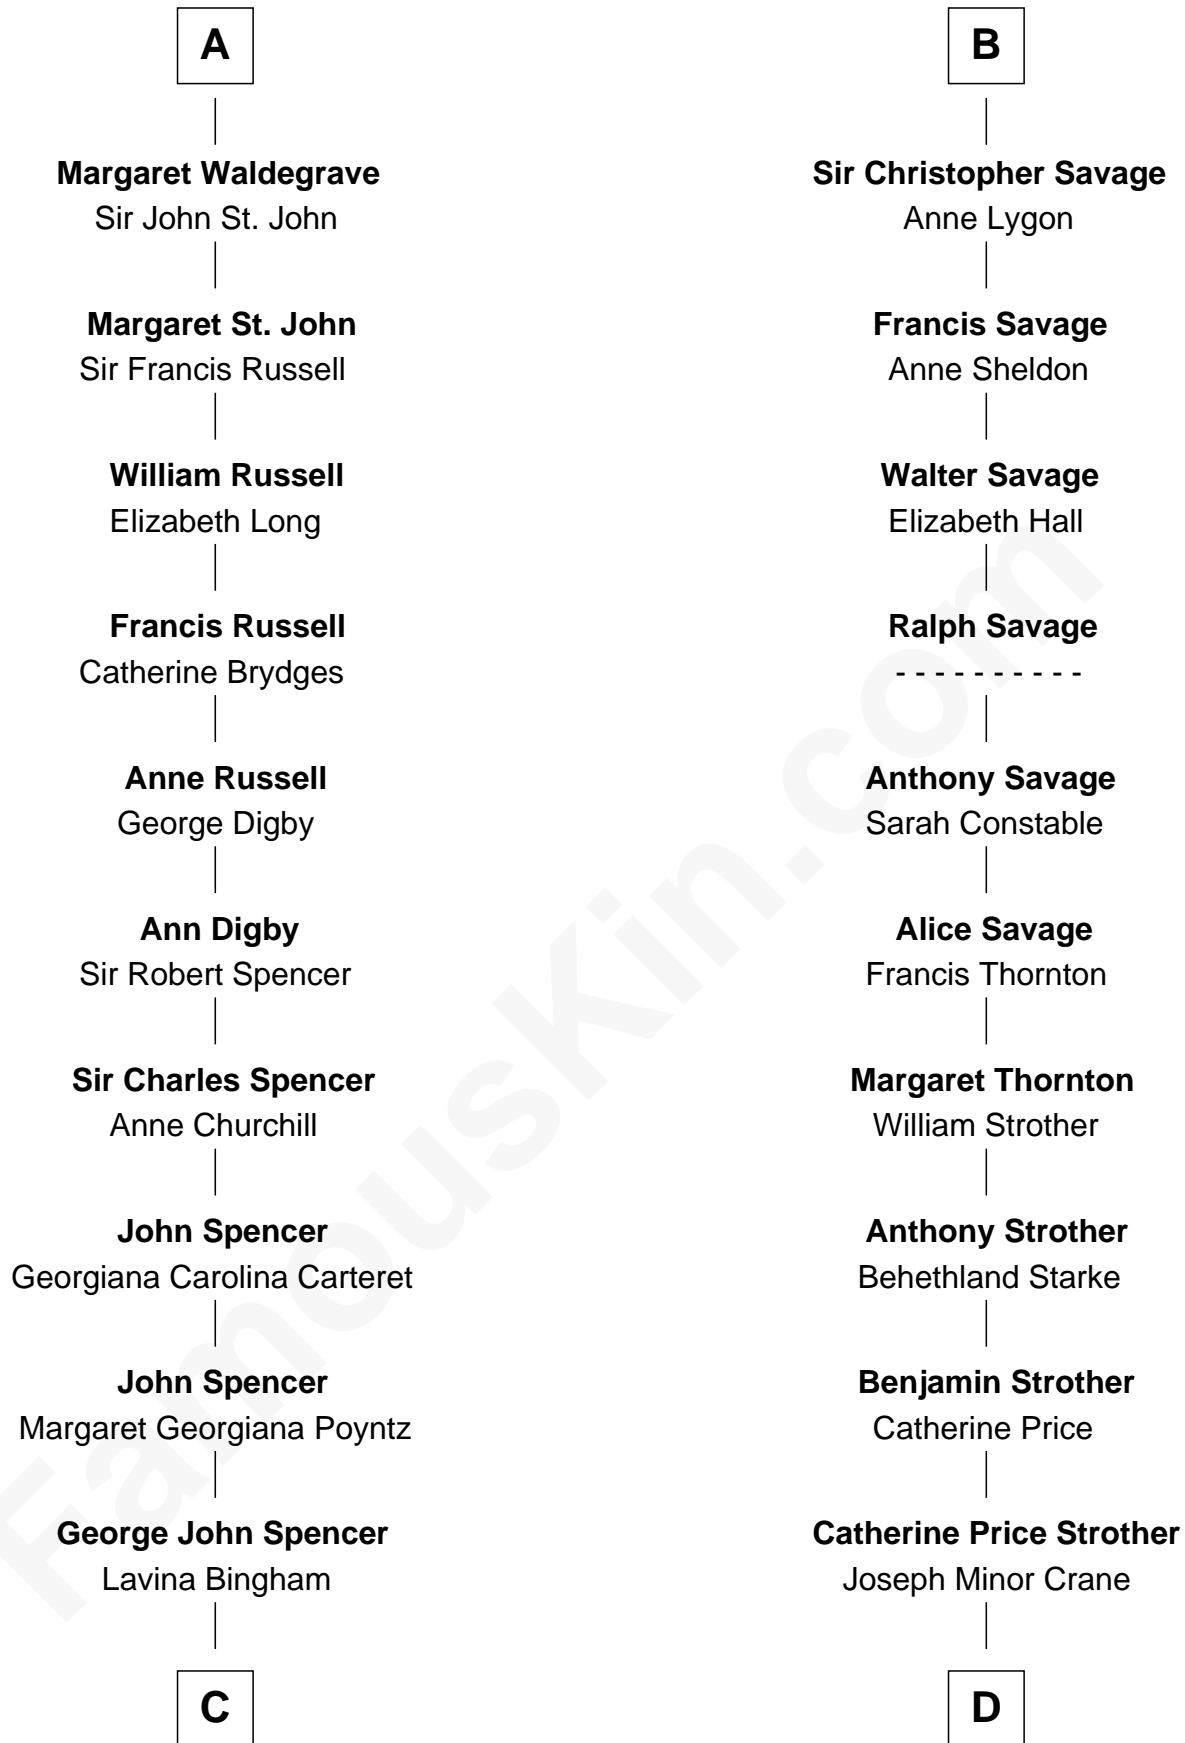 A
Margaret Waldegrave
Sir John St. John
Margaret St. John
Sir Francis Russell
William Russell
Elizabeth Long
Francis Russell
Catherine Brydges
Anne Russell
George Digby
Ann Digby
Sir Robert Spencer
Sir Charles Spencer
Anne Churchill
John Spencer
Georgiana Carolina Carteret
John Spencer
Margaret Georgiana Poyntz
George John Spencer
Lavina Bingham
C
B
Sir Christopher Savage
Anne Lygon
Francis Savage
Anne Sheldon
Walter Savage
Elizabeth Hall
Ralph Savage
- - - - - - - - - -
Anthony Savage
Sarah Constable
Alice Savage
Francis Thornton
Margaret Thornton
William Strother
Anthony Strother
Behethland Starke
Benjamin Strother
Catherine Price
Catherine Price Strother
Joseph Minor Crane
D
FamousKin.com